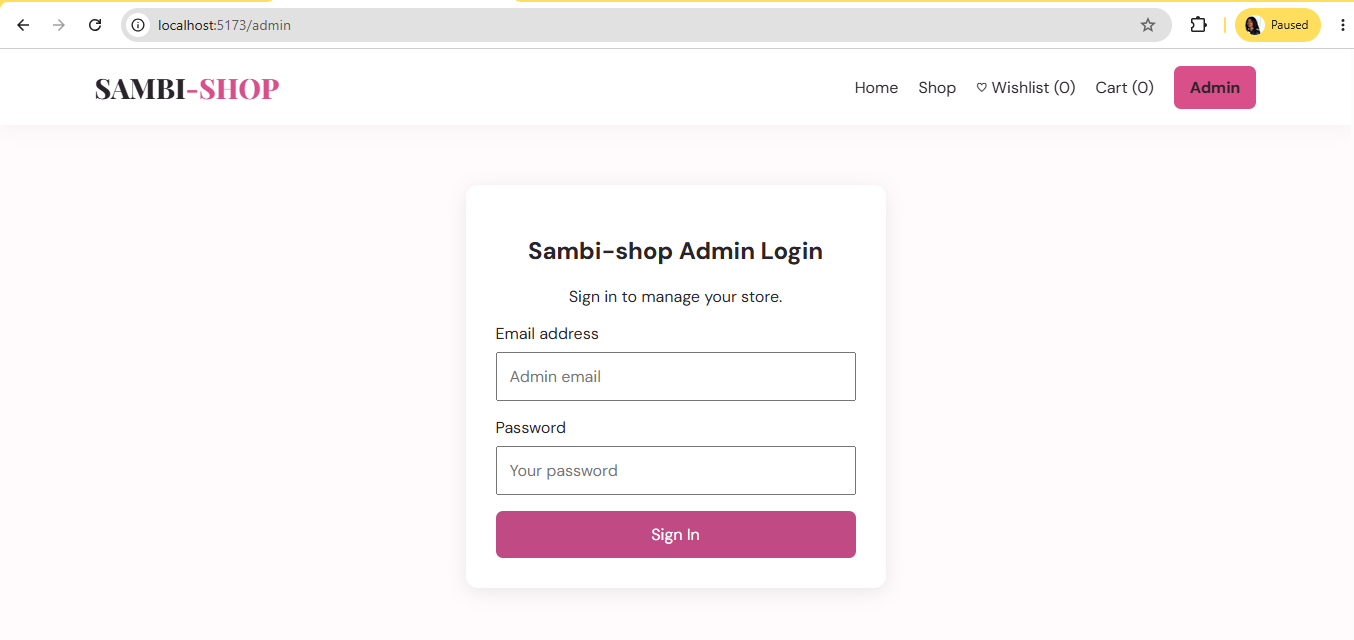 localhost:5173/admin
Paused
SAMBI-SHOP
Home Shop ♡ Wishlist (0) Cart (0) Admin
Sambi-shop Admin Login
Sign in to manage your store.
Email address
Admin email
Password
Your password
Sign In